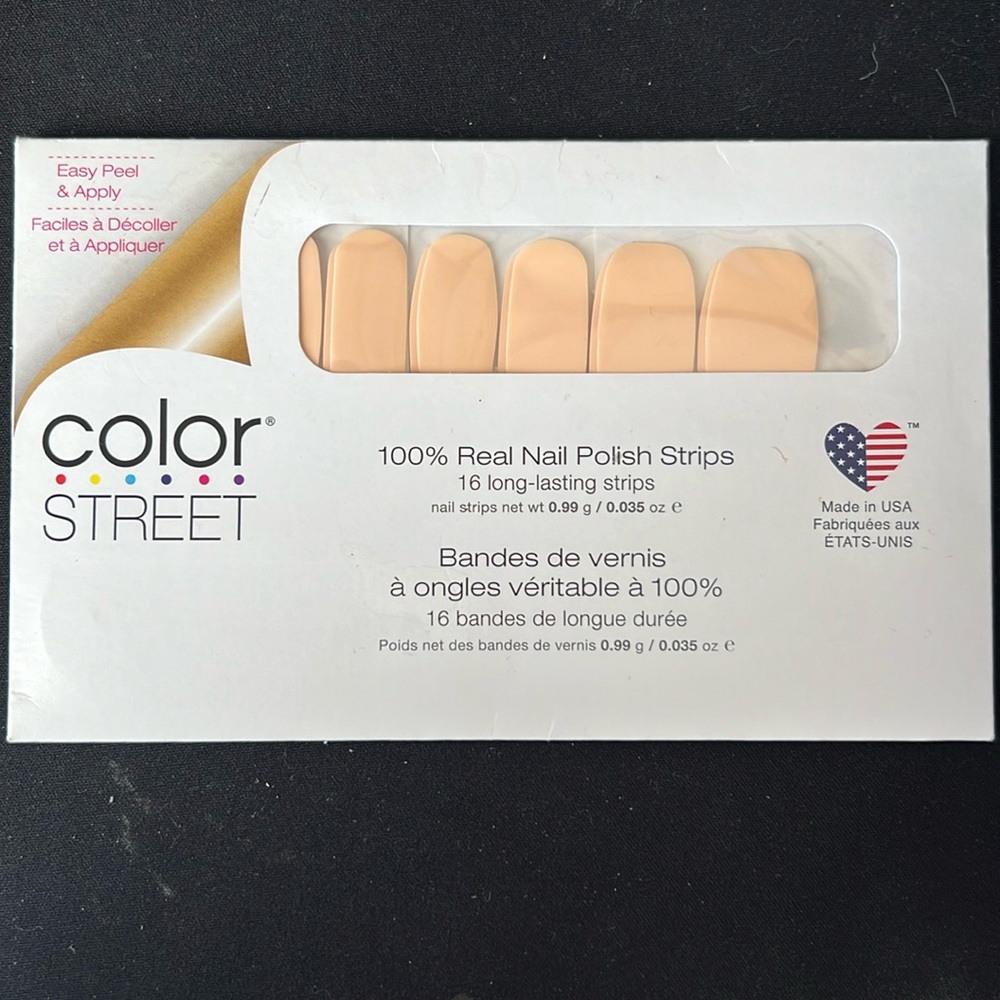 Easy Peel
& Apply
Faciles à Décoller
et à Appliquer
color®
STREET
100% Real Nail Polish Strips
16 long-lasting strips
nail strips net wt 0.99 g / 0.035 oz ℮
Bandes de vernis
à ongles véritable à 100%
16 bandes de longue durée
Poids net des bandes de vernis 0.99 g / 0.035 oz ℮
™
Made in USA
Fabriquées aux
ÉTATS-UNIS